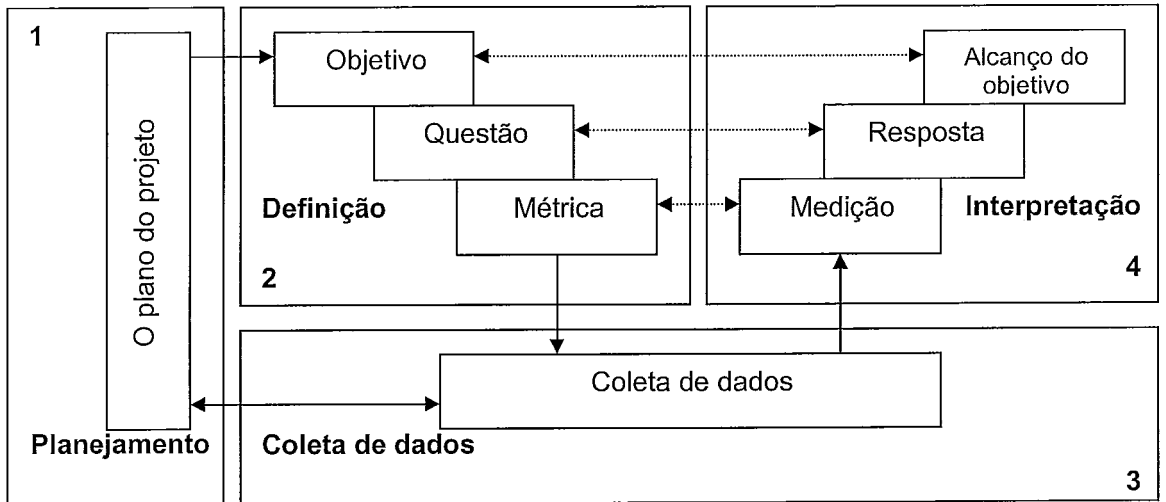 1
O plano do projeto
Planejamento
Objetivo
Questão
Métrica
Definição
2
Alcanço do
objetivo
Resposta
Medição
Interpretação
4
Coleta de dados
Coleta de dados
3